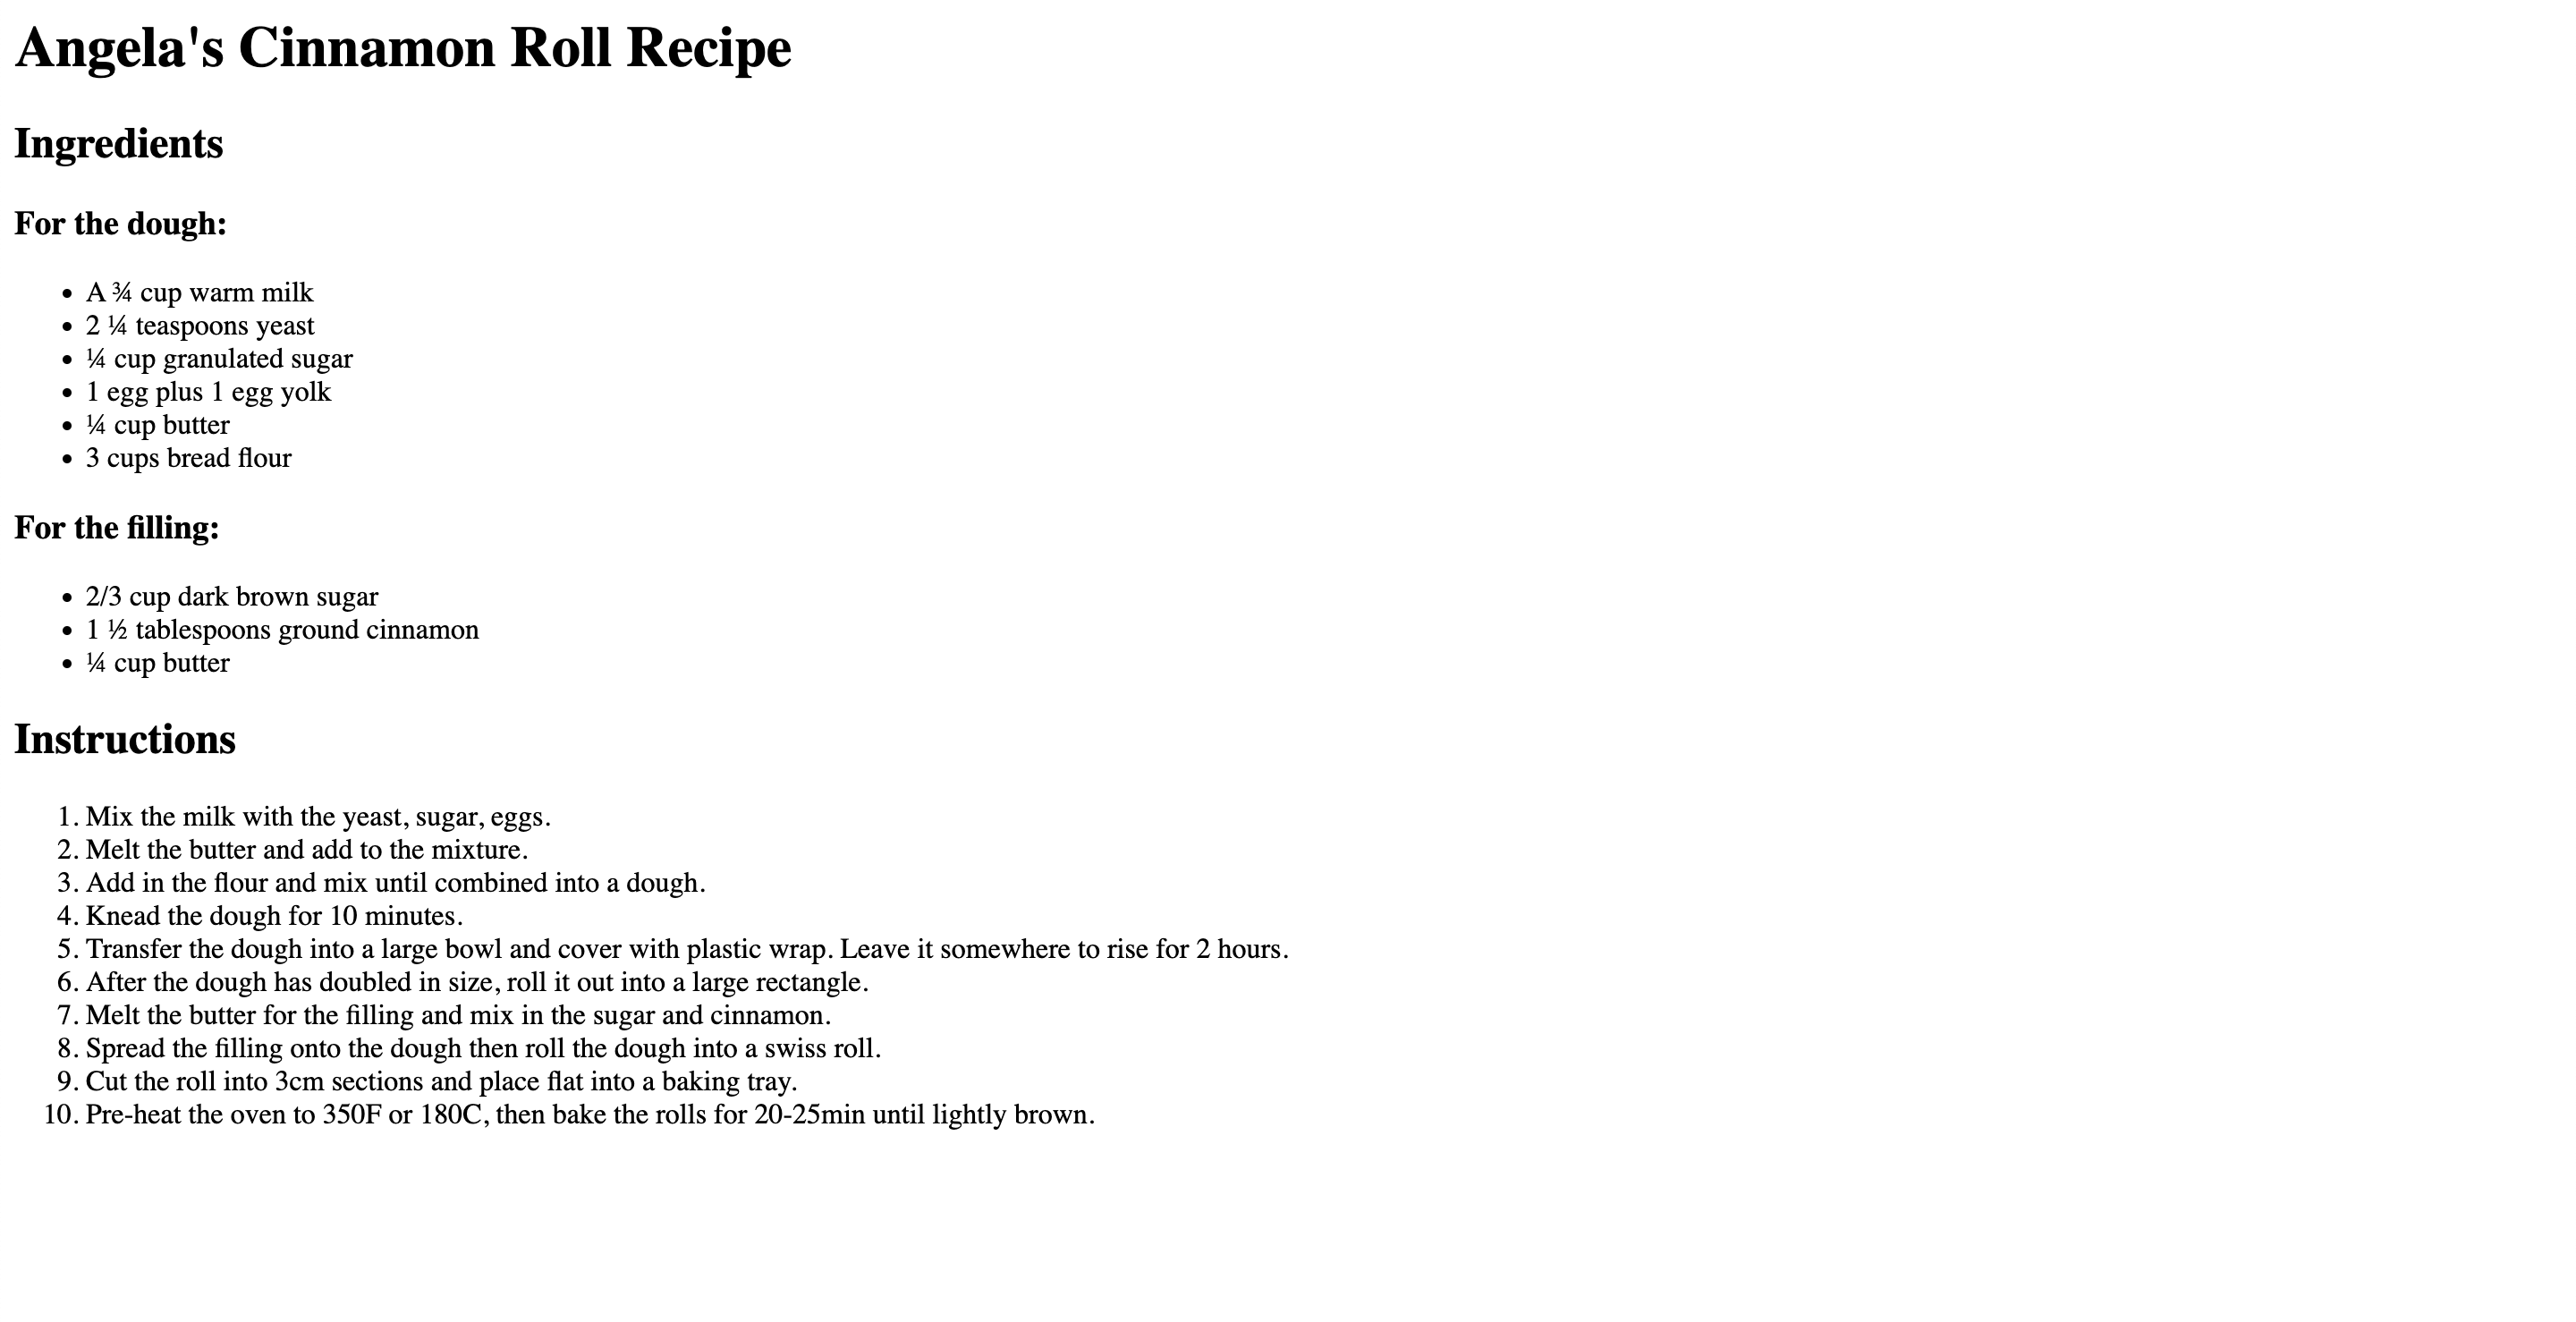 Angela's Cinnamon Roll Recipe
Ingredients
For the dough:
• A ¾ cup warm milk
• 2 ¼ teaspoons yeast
• ¼ cup granulated sugar
• 1 egg plus 1 egg yolk
• ¼ cup butter
• 3 cups bread flour
For the filling:
• 2/3 cup dark brown sugar
• 1 ½ tablespoons ground cinnamon
• ¼ cup butter
Instructions
1. Mix the milk with the yeast, sugar, eggs.
2. Melt the butter and add to the mixture.
3. Add in the flour and mix until combined into a dough.
4. Knead the dough for 10 minutes.
5. Transfer the dough into a large bowl and cover with plastic wrap. Leave it somewhere to rise for 2 hours.
6. After the dough has doubled in size, roll it out into a large rectangle.
7. Melt the butter for the filling and mix in the sugar and cinnamon.
8. Spread the filling onto the dough then roll the dough into a swiss roll.
9. Cut the roll into 3cm sections and place flat into a baking tray.
10. Pre-heat the oven to 350F or 180C, then bake the rolls for 20-25min until lightly brown.